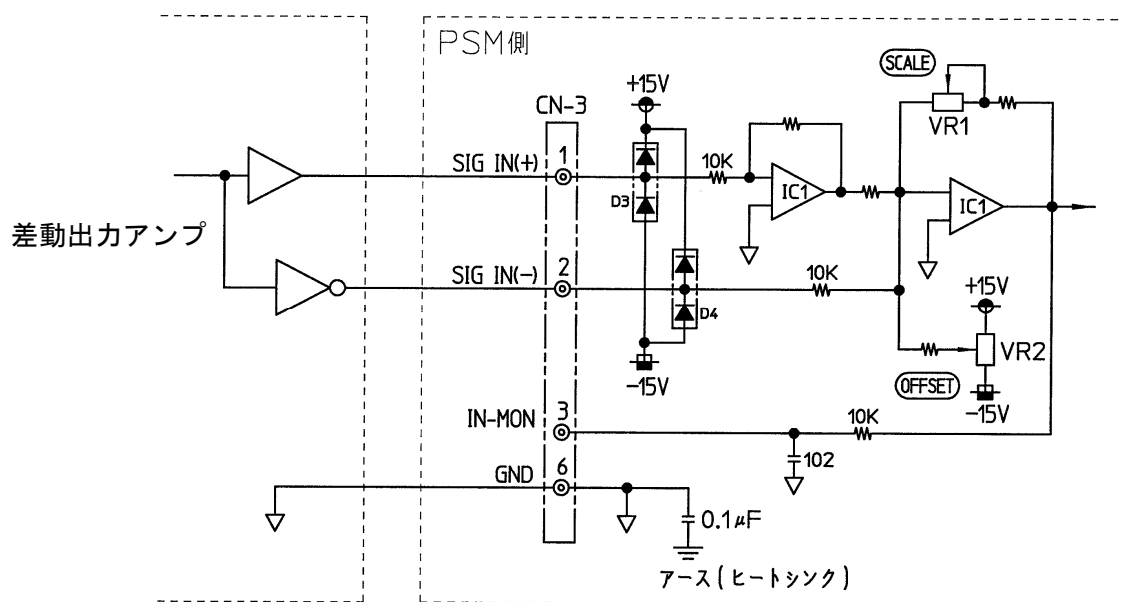 PSM側
SCALE
+15V
CN-3
VR1
SIG IN(+)
1
10K
D3
IC1
IC1
差動出力アンプ
SIG IN(-)
2
10K
+15V
D4
VR2
-15V
OFFSET
-15V
IN-MON
3
10K
102
GND
6
0.1μF
アース(ヒートシンク)